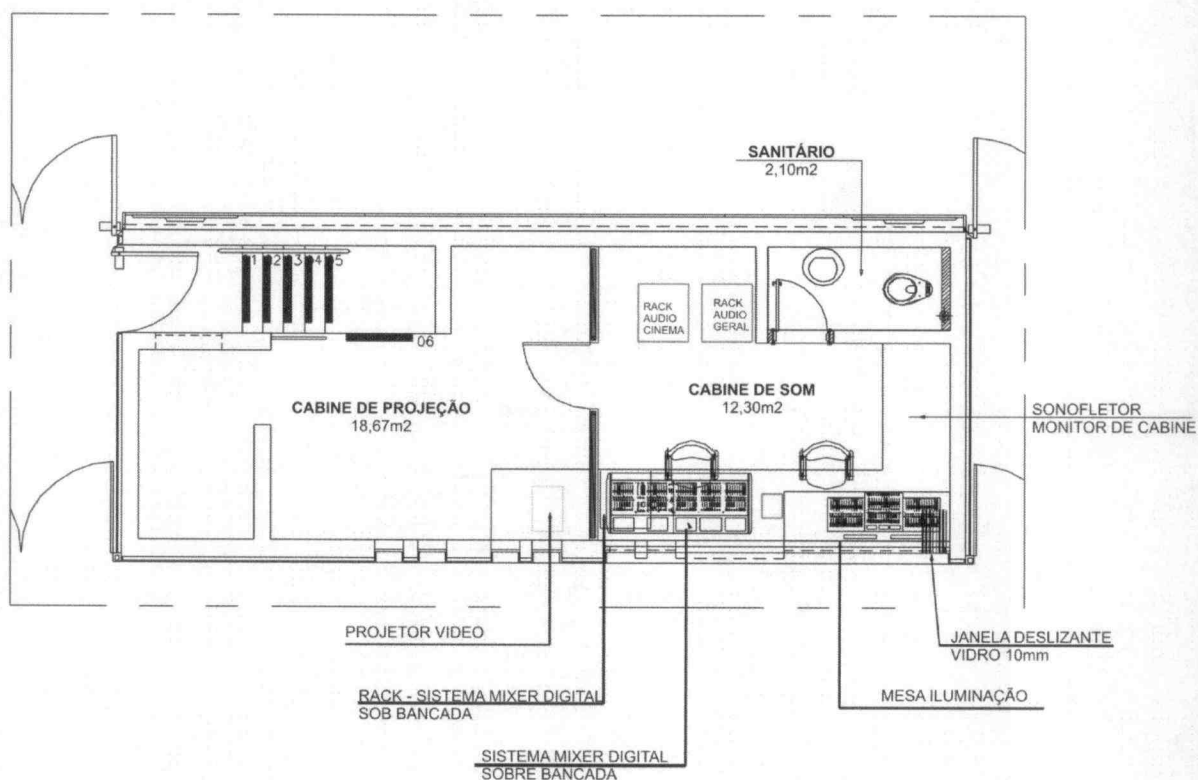 SANITÁRIO
2,10m2
1 2 3 4 5
RACK
AUDIO
CINEMA
RACK
AUDIO
GERAL
06
CABINE DE PROJEÇÃO
18,67m2
CABINE DE SOM
12,30m2
SONOFLETOR
MONITOR DE CABINE
PROJETOR VIDEO
JANELA DESLIZANTE
VIDRO 10mm
RACK - SISTEMA MIXER DIGITAL
SOB BANCADA
MESA ILUMINAÇÃO
SISTEMA MIXER DIGITAL
SOBRE BANCADA